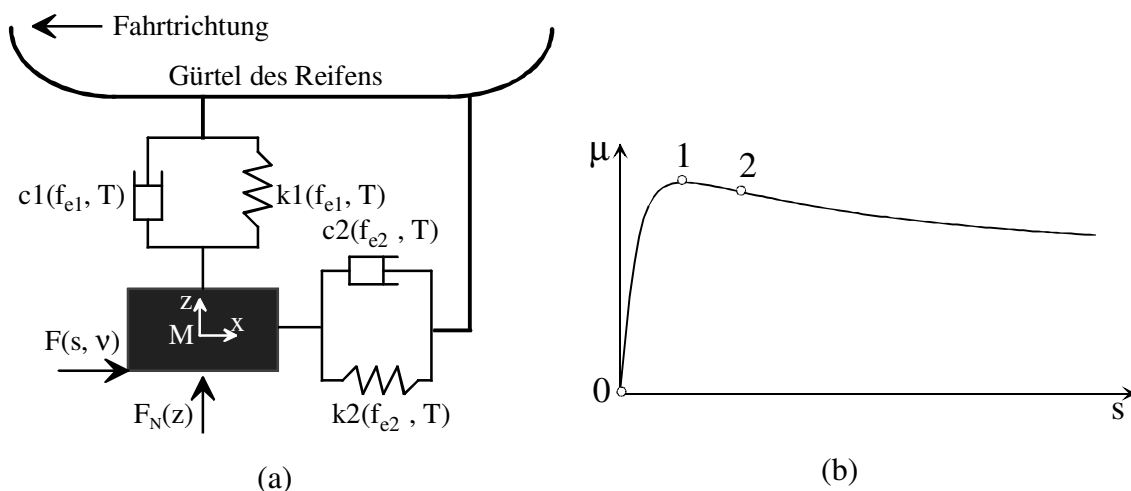 Fahrtrichtung
Gürtel des Reifens
c1(fe1, T)
k1(fe1, T)
c2(fe2 , T)
z
M x
F(s, ν)
k2(fe2 , T)
FN(z)
(a)
μ
1
2
0
s
(b)